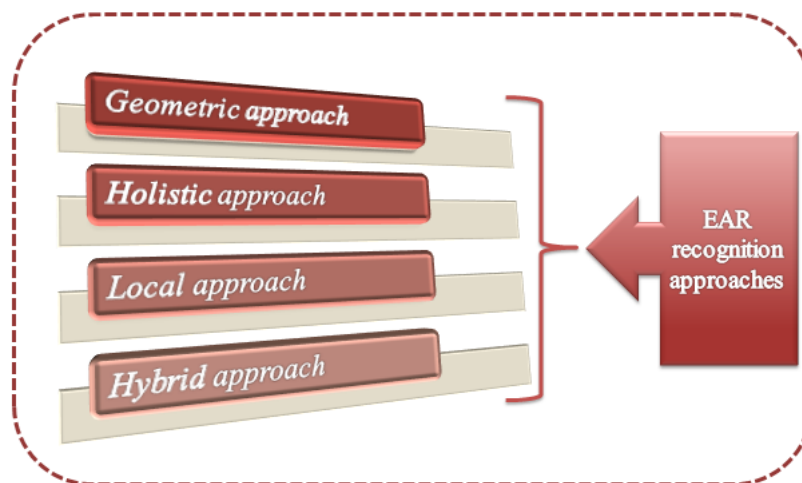 Geometric approach
Holistic approach
Local approach
Hybrid approach
EAR
recognition
approaches